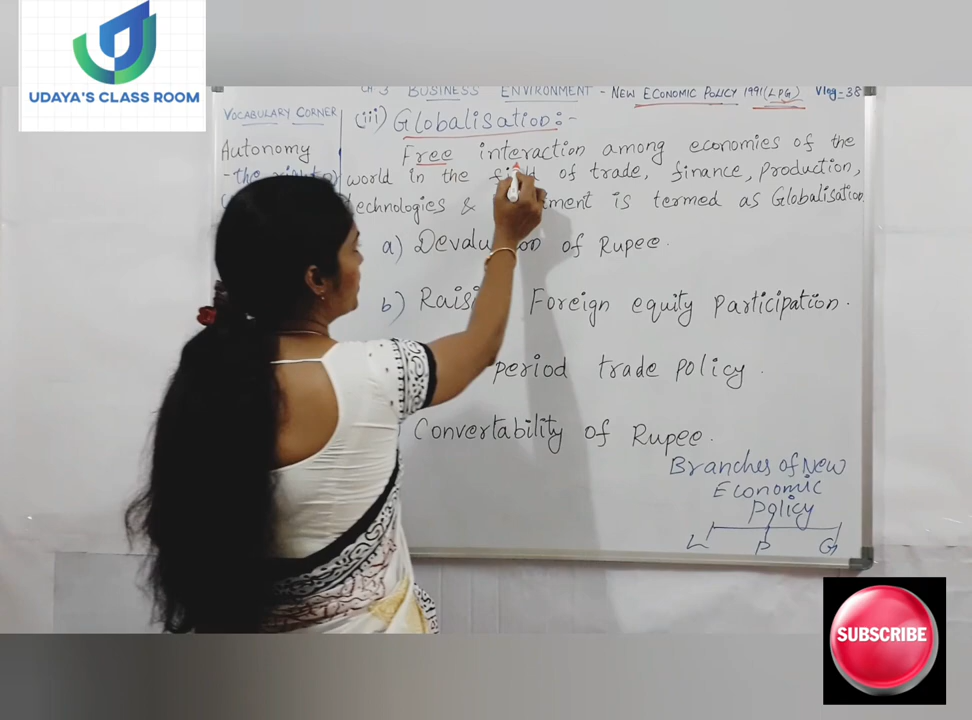 UDAYA'S CLASS ROOM
CH 3 BUSINESS ENVIRONMENT - NEW ECONOMIC POLICY 1991 (LPG) Vlog-38
VOCABULARY CORNER
Autonomy
(iii) Globalisation:-
Free interaction among economies of the
world in the field of trade, finance, production,
technologies & is termed as Globalisation
a) Devaluation of Rupee.
b) Foreign equity participation.
period trade policy.
Convertability of Rupee.
Branches of New
Economic
Policy
L P G
SUBSCRIBE